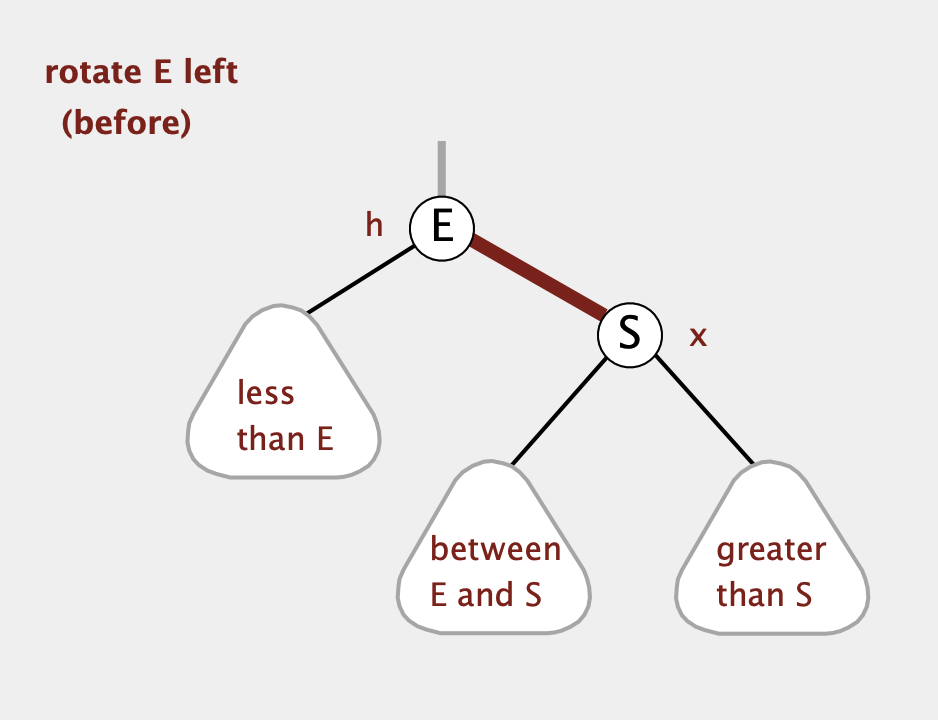 rotate E left
(before)
h
E
S
x
less
than E
between
E and S
greater
than S